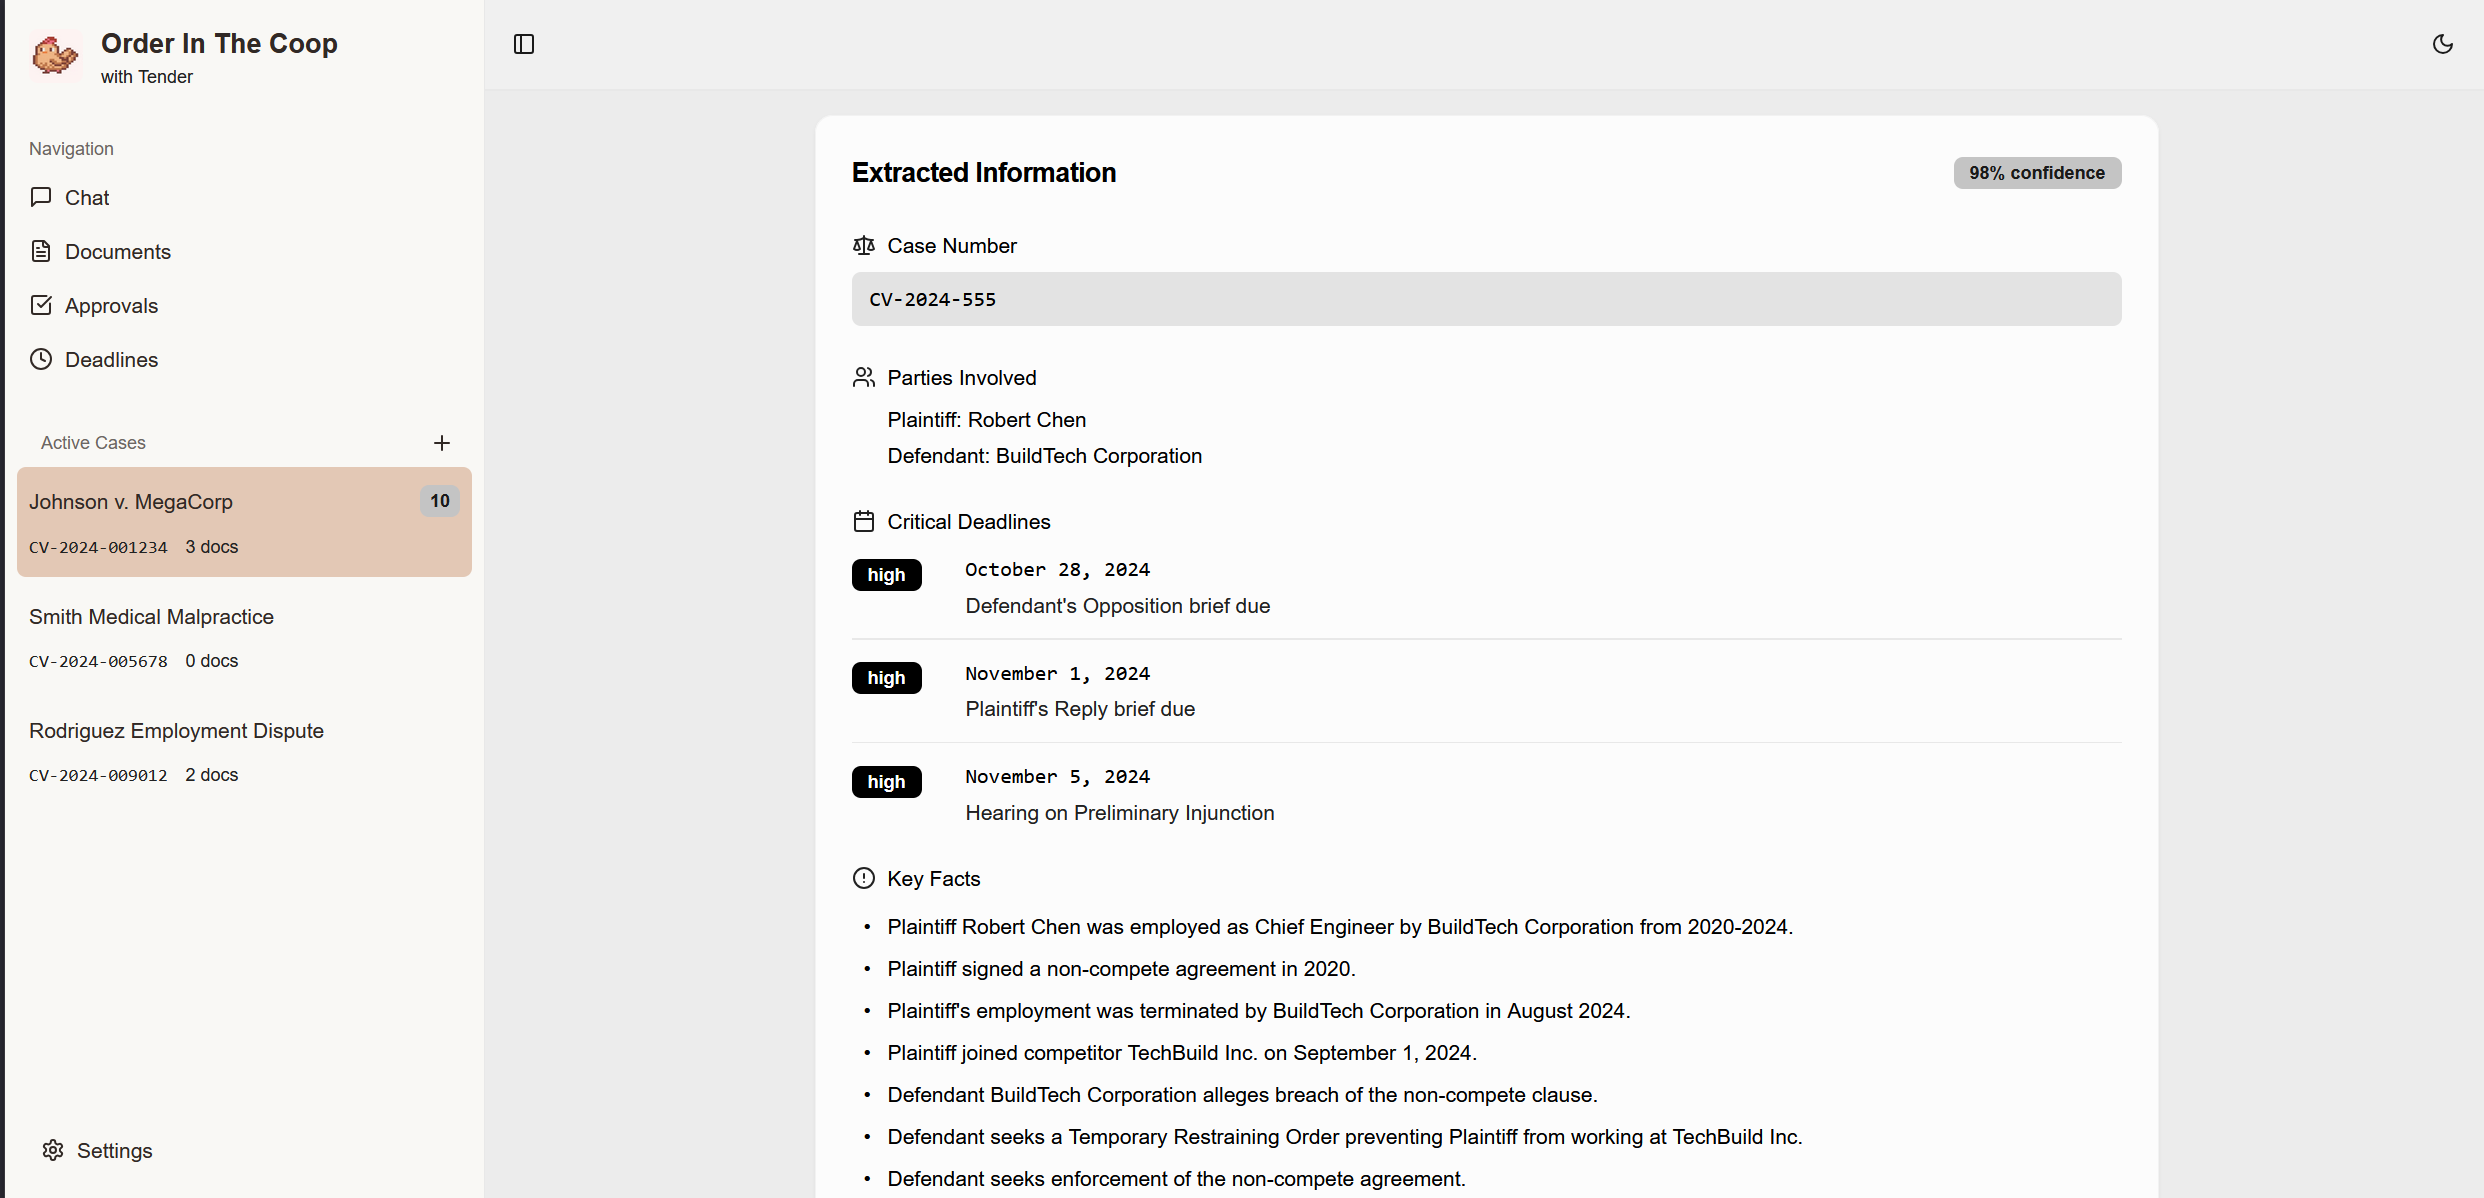 Order In The Coop
with Tender
Navigation
Chat
Documents
Approvals
Deadlines
Active Cases
Johnson v. MegaCorp 10
CV-2024-001234 3 docs
Smith Medical Malpractice
CV-2024-005678 0 docs
Rodriguez Employment Dispute
CV-2024-009012 2 docs
Settings
Extracted Information 98% confidence
Case Number
CV-2024-555
Parties Involved
Plaintiff: Robert Chen
Defendant: BuildTech Corporation
Critical Deadlines
high October 28, 2024
Defendant's Opposition brief due
high November 1, 2024
Plaintiff's Reply brief due
high November 5, 2024
Hearing on Preliminary Injunction
Key Facts
• Plaintiff Robert Chen was employed as Chief Engineer by BuildTech Corporation from 2020-2024.
• Plaintiff signed a non-compete agreement in 2020.
• Plaintiff's employment was terminated by BuildTech Corporation in August 2024.
• Plaintiff joined competitor TechBuild Inc. on September 1, 2024.
• Defendant BuildTech Corporation alleges breach of the non-compete clause.
• Defendant seeks a Temporary Restraining Order preventing Plaintiff from working at TechBuild Inc.
• Defendant seeks enforcement of the non-compete agreement.